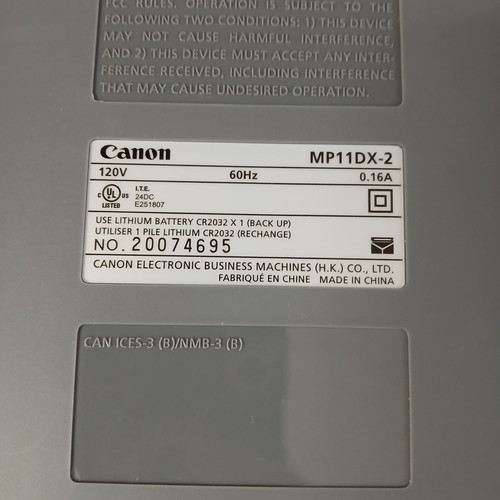 FCC RULES. OPERATION IS SUBJECT TO THE
FOLLOWING TWO CONDITIONS: 1) THIS DEVICE
MAY NOT CAUSE HARMFUL INTERFERENCE,
AND 2) THIS DEVICE MUST ACCEPT ANY INTER-
FERENCE RECEIVED, INCLUDING INTERFERENCE
THAT MAY CAUSE UNDESIRED OPERATION.
Canon MP11DX-2
120V 60Hz 0.16A
C UL US LISTED
I.T.E.
24DC
E251807
USE LITHIUM BATTERY CR2032 X 1 (BACK UP)
UTILISER 1 PILE LITHIUM CR2032 (RECHANGE)
NO. 20074695
CANON ELECTRONIC BUSINESS MACHINES (H.K.) CO., LTD.
FABRIQUÉ EN CHINE MADE IN CHINA
CAN ICES-3 (B)/NMB-3 (B)